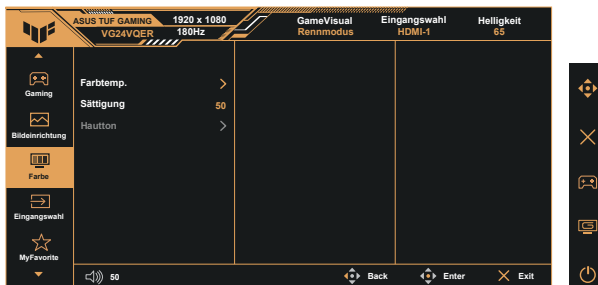 ASUS TUF GAMING 1920 x 1080 GameVisual Eingangswahl Helligkeit
VG24VQER 180Hz Rennmodus HDMI-1 65
Gaming
Bildeinrichtung
Farbe
Eingangswahl
MyFavorite
Farbtemp.
Sättigung 50
Hautton
50 Back Enter Exit